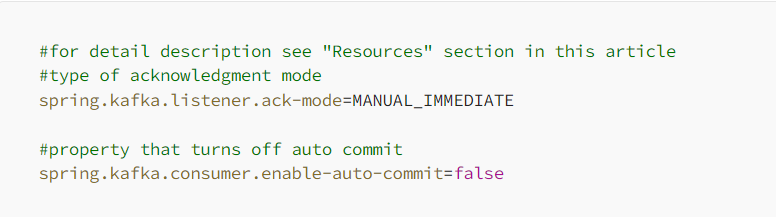 #for detail description see "Resources" section in this article
#type of acknowledgment mode
spring.kafka.listener.ack-mode=MANUAL_IMMEDIATE
#property that turns off auto commit
spring.kafka.consumer.enable-auto-commit=false